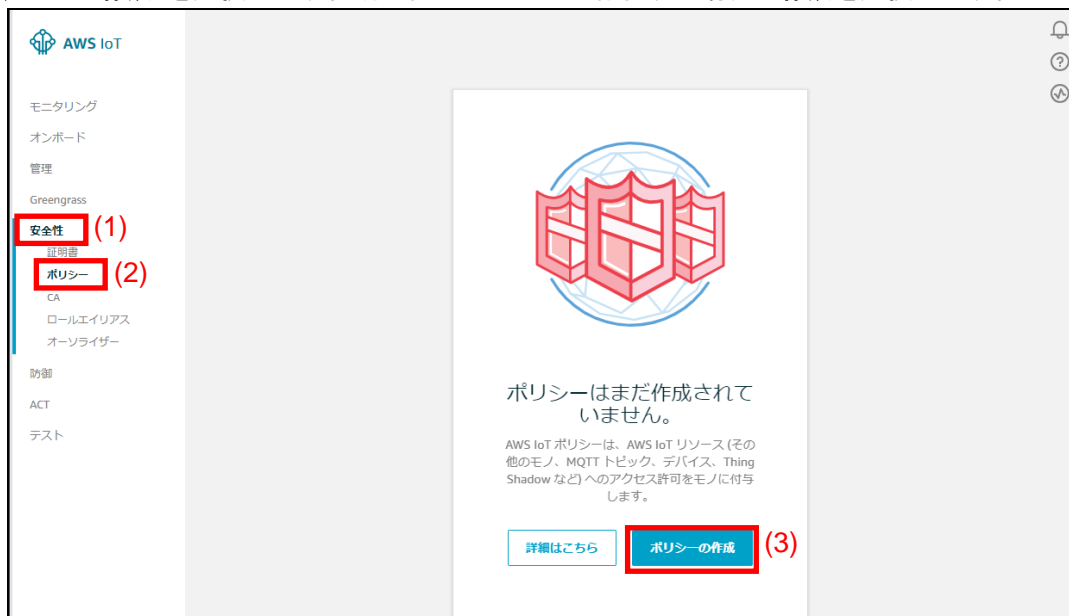 AWS IoT
モニタリング
オンボード
管理
Greengrass
安全性 (1)
証明書
ポリシー (2)
CA
ロールエイリアス
オーソライザー
防御
ACT
テスト
ポリシーはまだ作成されて
いません。
AWS IoT ポリシーは、AWS IoT リソース (その
他のモノ、MQTT トピック、デバイス、Thing
Shadow など) へのアクセス許可をモノに付与
します。
詳細はこちら ポリシーの作成 (3)